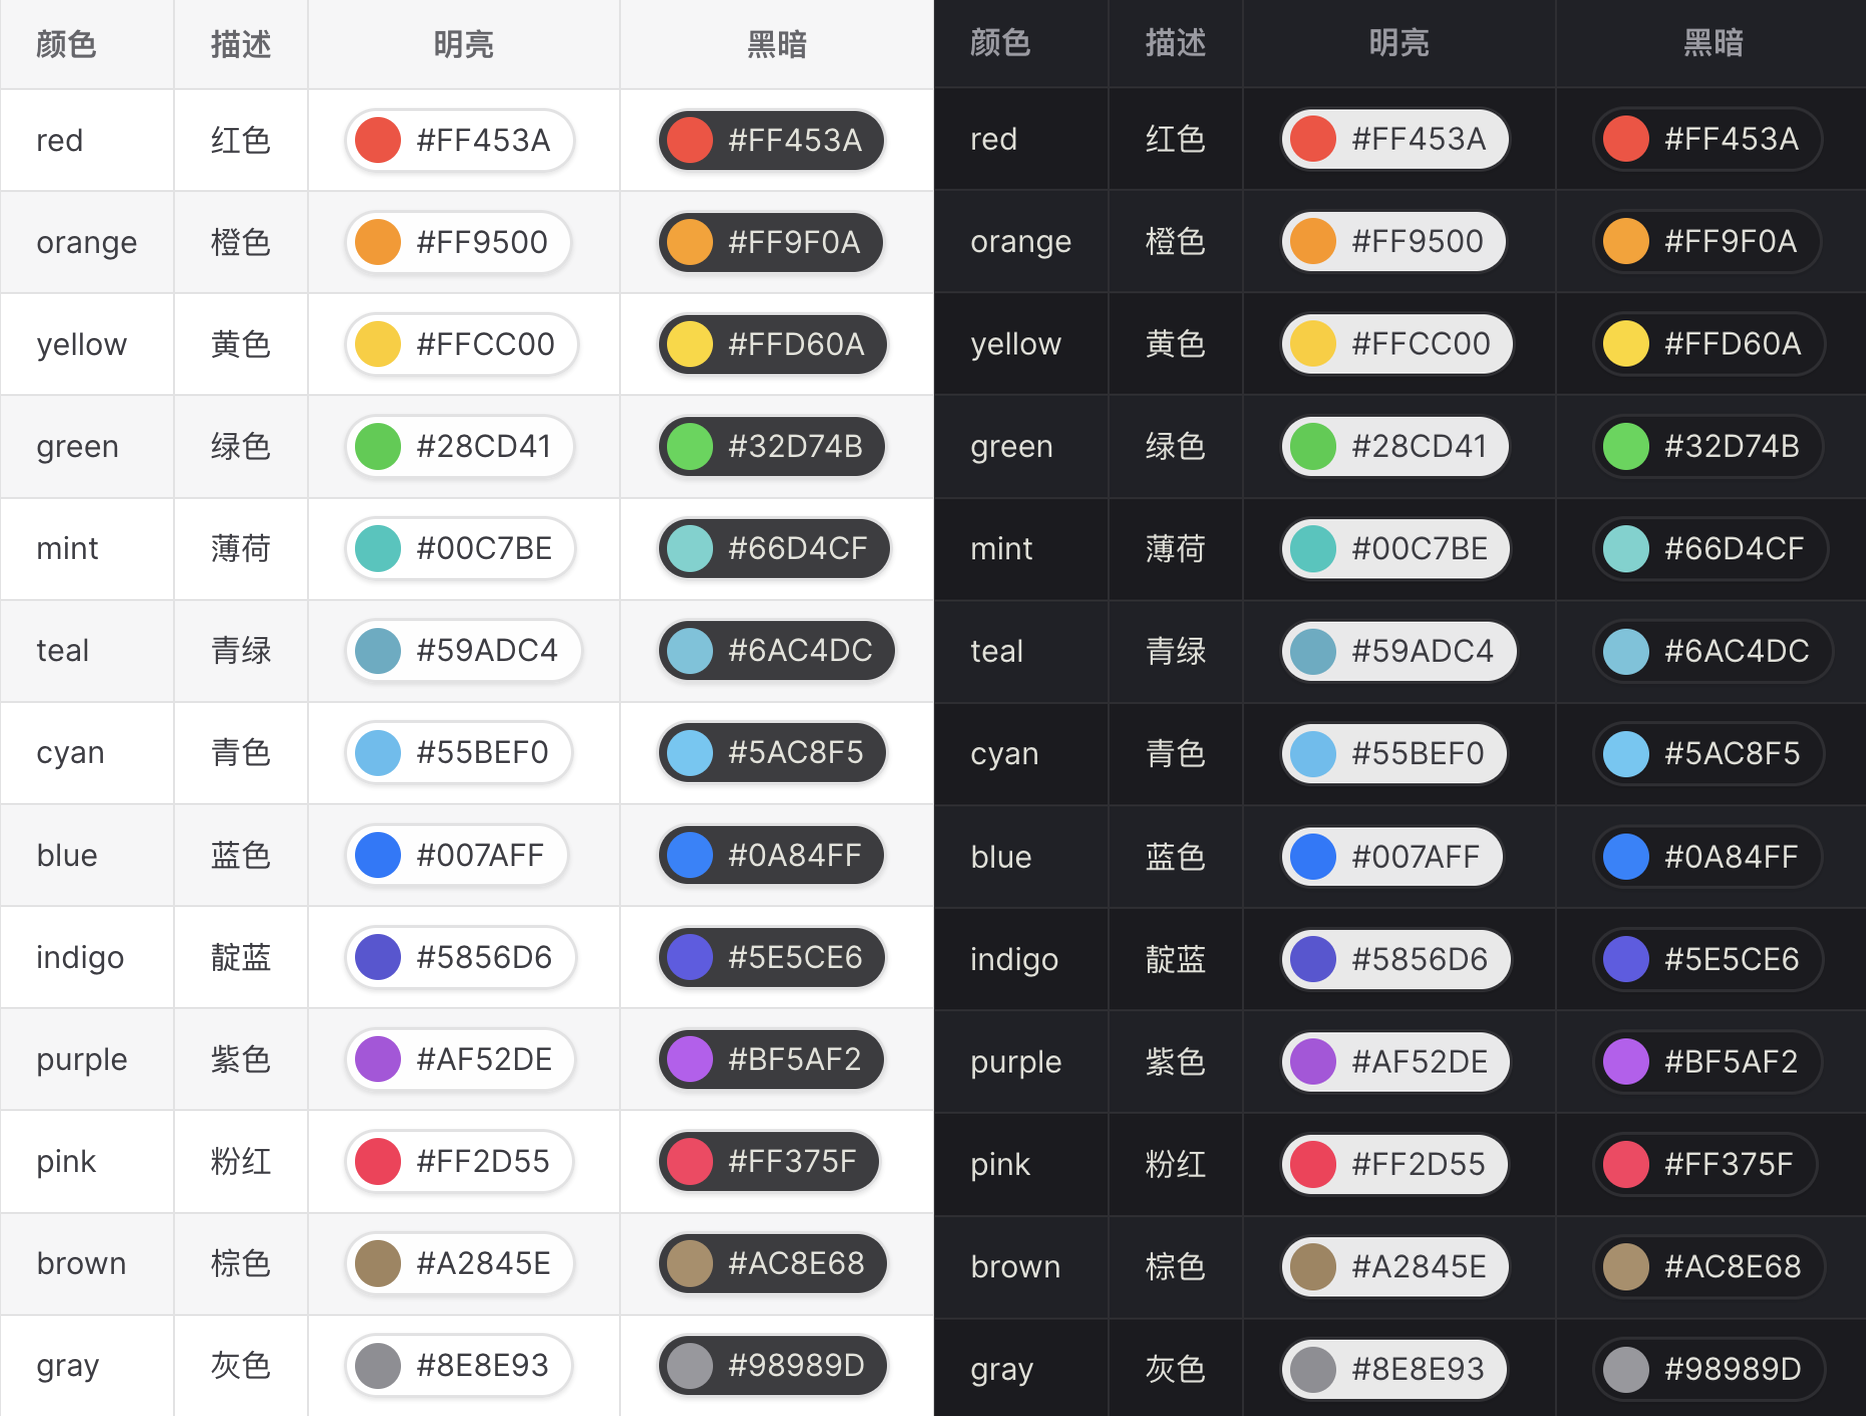 颜色 描述 明亮 黑暗
red 红色 #FF453A #FF453A
orange 橙色 #FF9500 #FF9F0A
yellow 黄色 #FFCC00 #FFD60A
green 绿色 #28CD41 #32D74B
mint 薄荷 #00C7BE #66D4CF
teal 青绿 #59ADC4 #6AC4DC
cyan 青色 #55BEF0 #5AC8F5
blue 蓝色 #007AFF #0A84FF
indigo 靛蓝 #5856D6 #5E5CE6
purple 紫色 #AF52DE #BF5AF2
pink 粉红 #FF2D55 #FF375F
brown 棕色 #A2845E #AC8E68
gray 灰色 #8E8E93 #98989D
颜色 描述 明亮 黑暗
red 红色 #FF453A #FF453A
orange 橙色 #FF9500 #FF9F0A
yellow 黄色 #FFCC00 #FFD60A
green 绿色 #28CD41 #32D74B
mint 薄荷 #00C7BE #66D4CF
teal 青绿 #59ADC4 #6AC4DC
cyan 青色 #55BEF0 #5AC8F5
blue 蓝色 #007AFF #0A84FF
indigo 靛蓝 #5856D6 #5E5CE6
purple 紫色 #AF52DE #BF5AF2
pink 粉红 #FF2D55 #FF375F
brown 棕色 #A2845E #AC8E68
gray 灰色 #8E8E93 #98989D